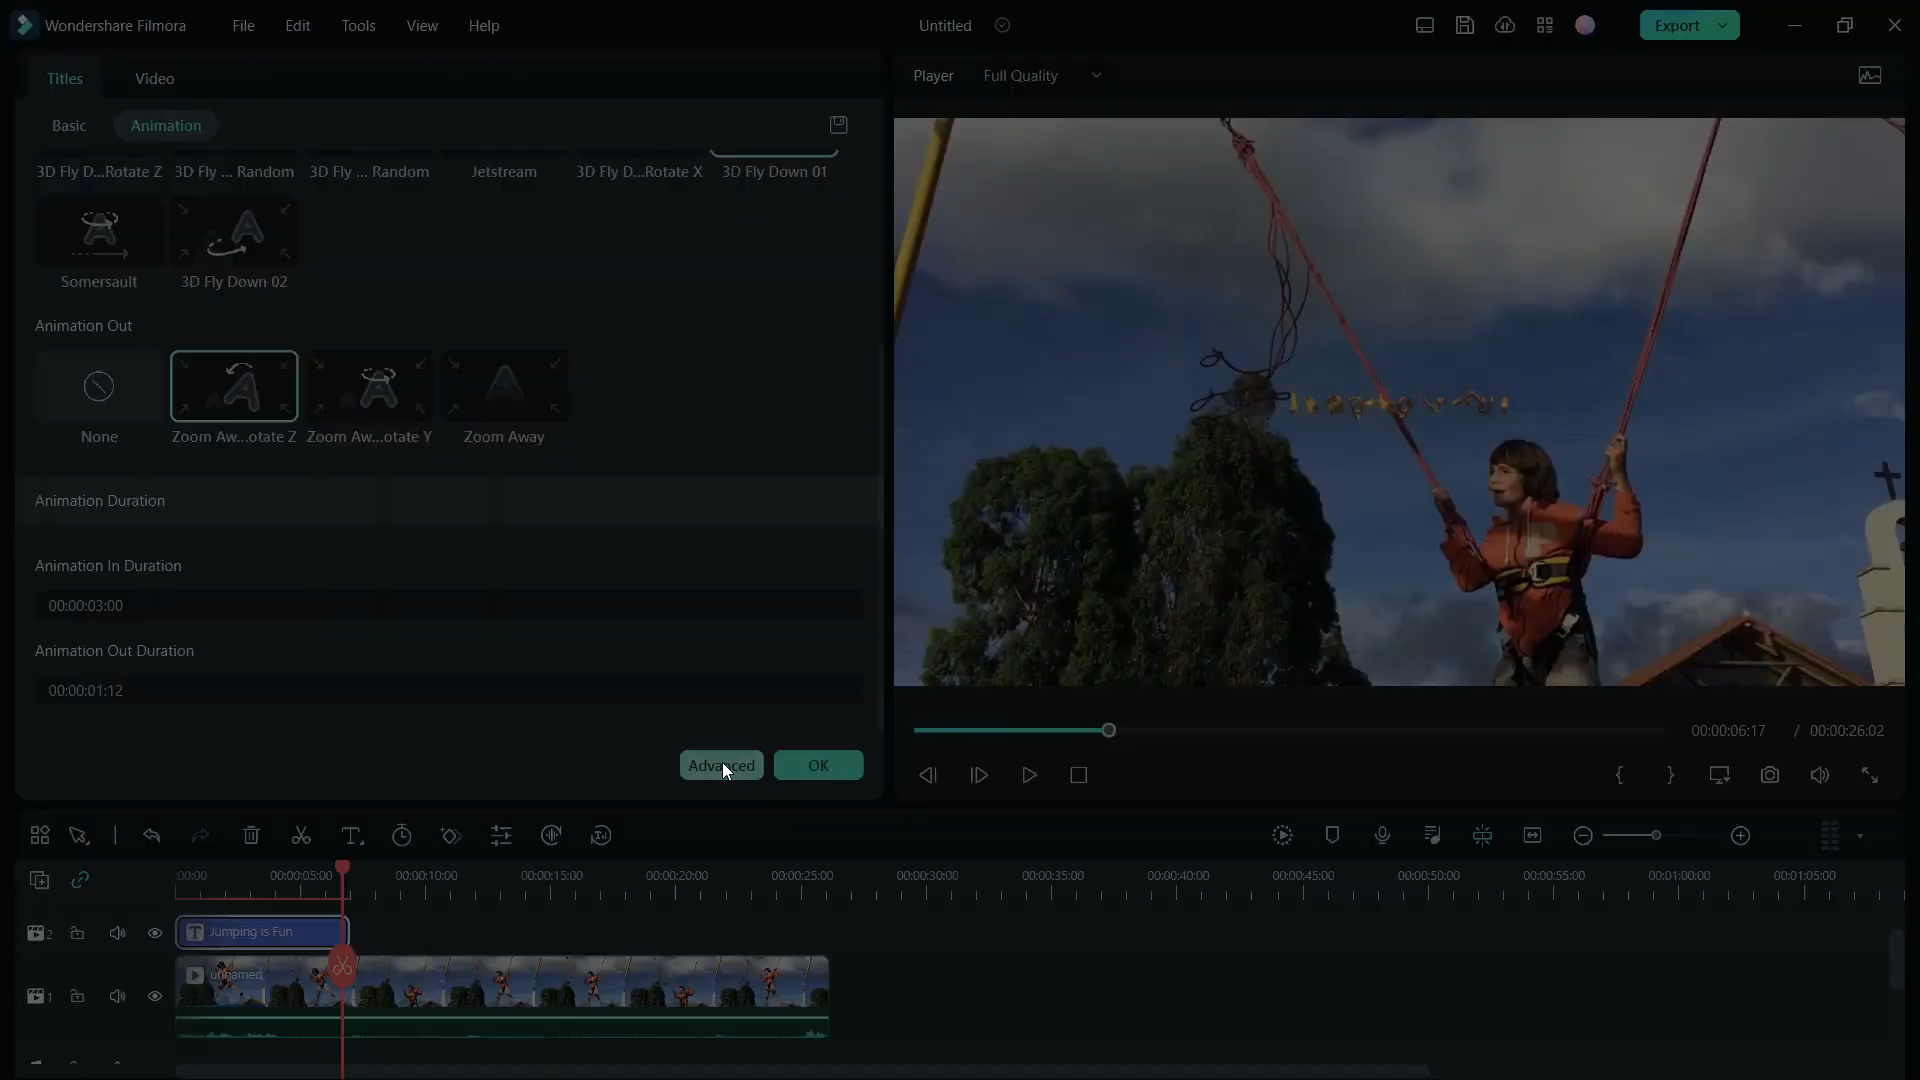 Wondershare Filmora File Edit Tools View Help Untitled Export
Titles Video Player Full Quality
Basic Animation
3D Fly D...Rotate Z 3D Fly ... Random 3D Fly ... Random Jetstream 3D Fly D...Rotate X 3D Fly Down 01
Somersault 3D Fly Down 02
Animation Out
None Zoom Aw...otate Z Zoom Aw...otate Y Zoom Away
Animation Duration
Animation In Duration
00:00:03:00
Animation Out Duration
00:00:01:12
00:00:06:17 / 00:00:26:02
Advanced OK
:00:00 00:00:05:00 00:00:10:00 00:00:15:00 00:00:20:00 00:00:25:00 00:00:30:00 00:00:35:00 00:00:40:00 00:00:45:00 00:00:50:00 00:00:55:00 00:01:00:00 00:01:05:00
2 Jumping is Fun
unnamed
1